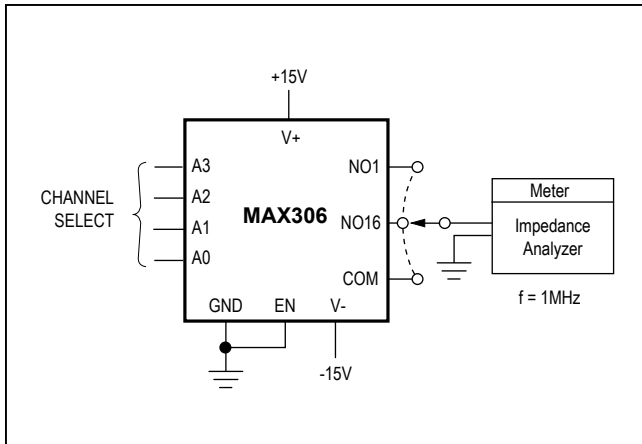 +15V
V+
A3
NO1
A2
CHANNEL
SELECT
MAX306
NO16
A1
A0
COM
GND
EN
V-
-15V
Meter
Impedance
Analyzer
f = 1MHz